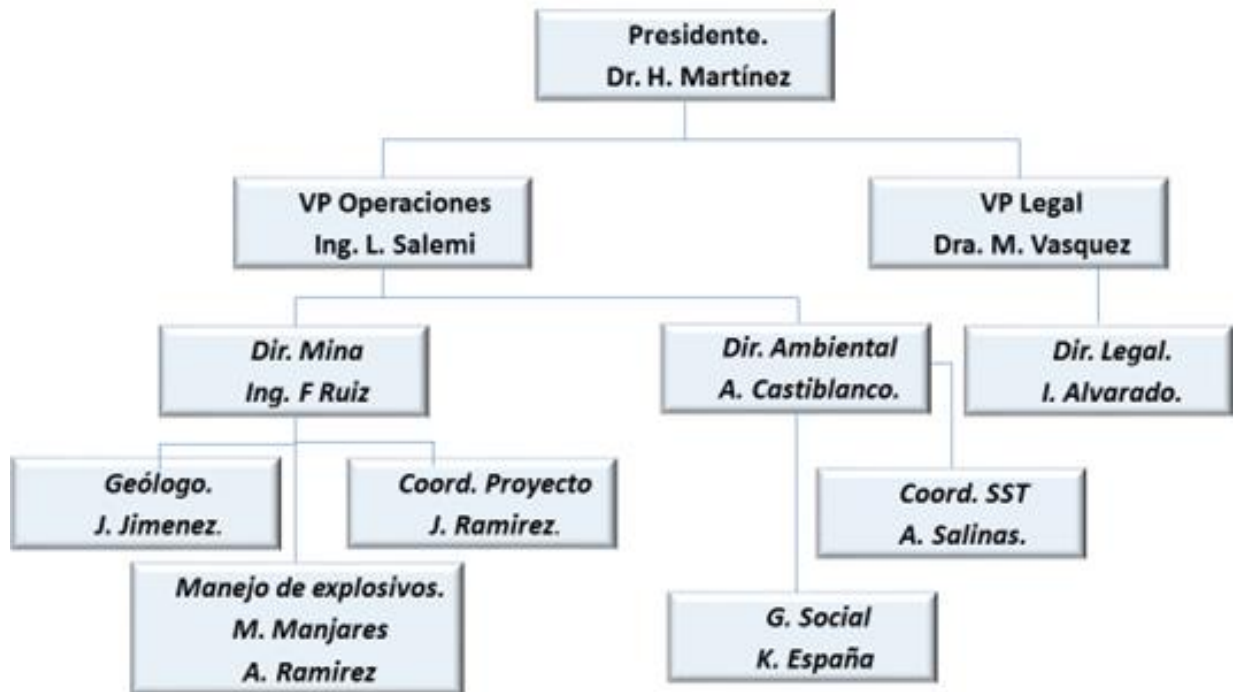 Presidente.
Dr. H. Martínez
VP Operaciones
Ing. L. Salemi
VP Legal
Dra. M. Vasquez
Dir. Mina
Ing. F Ruiz
Dir. Ambiental
A. Castiblanco.
Dir. Legal.
I. Alvarado.
Geólogo.
J. Jimenez.
Coord. Proyecto
J. Ramirez.
Coord. SST
A. Salinas.
Manejo de explosivos.
M. Manjares
A. Ramirez
G. Social
K. España